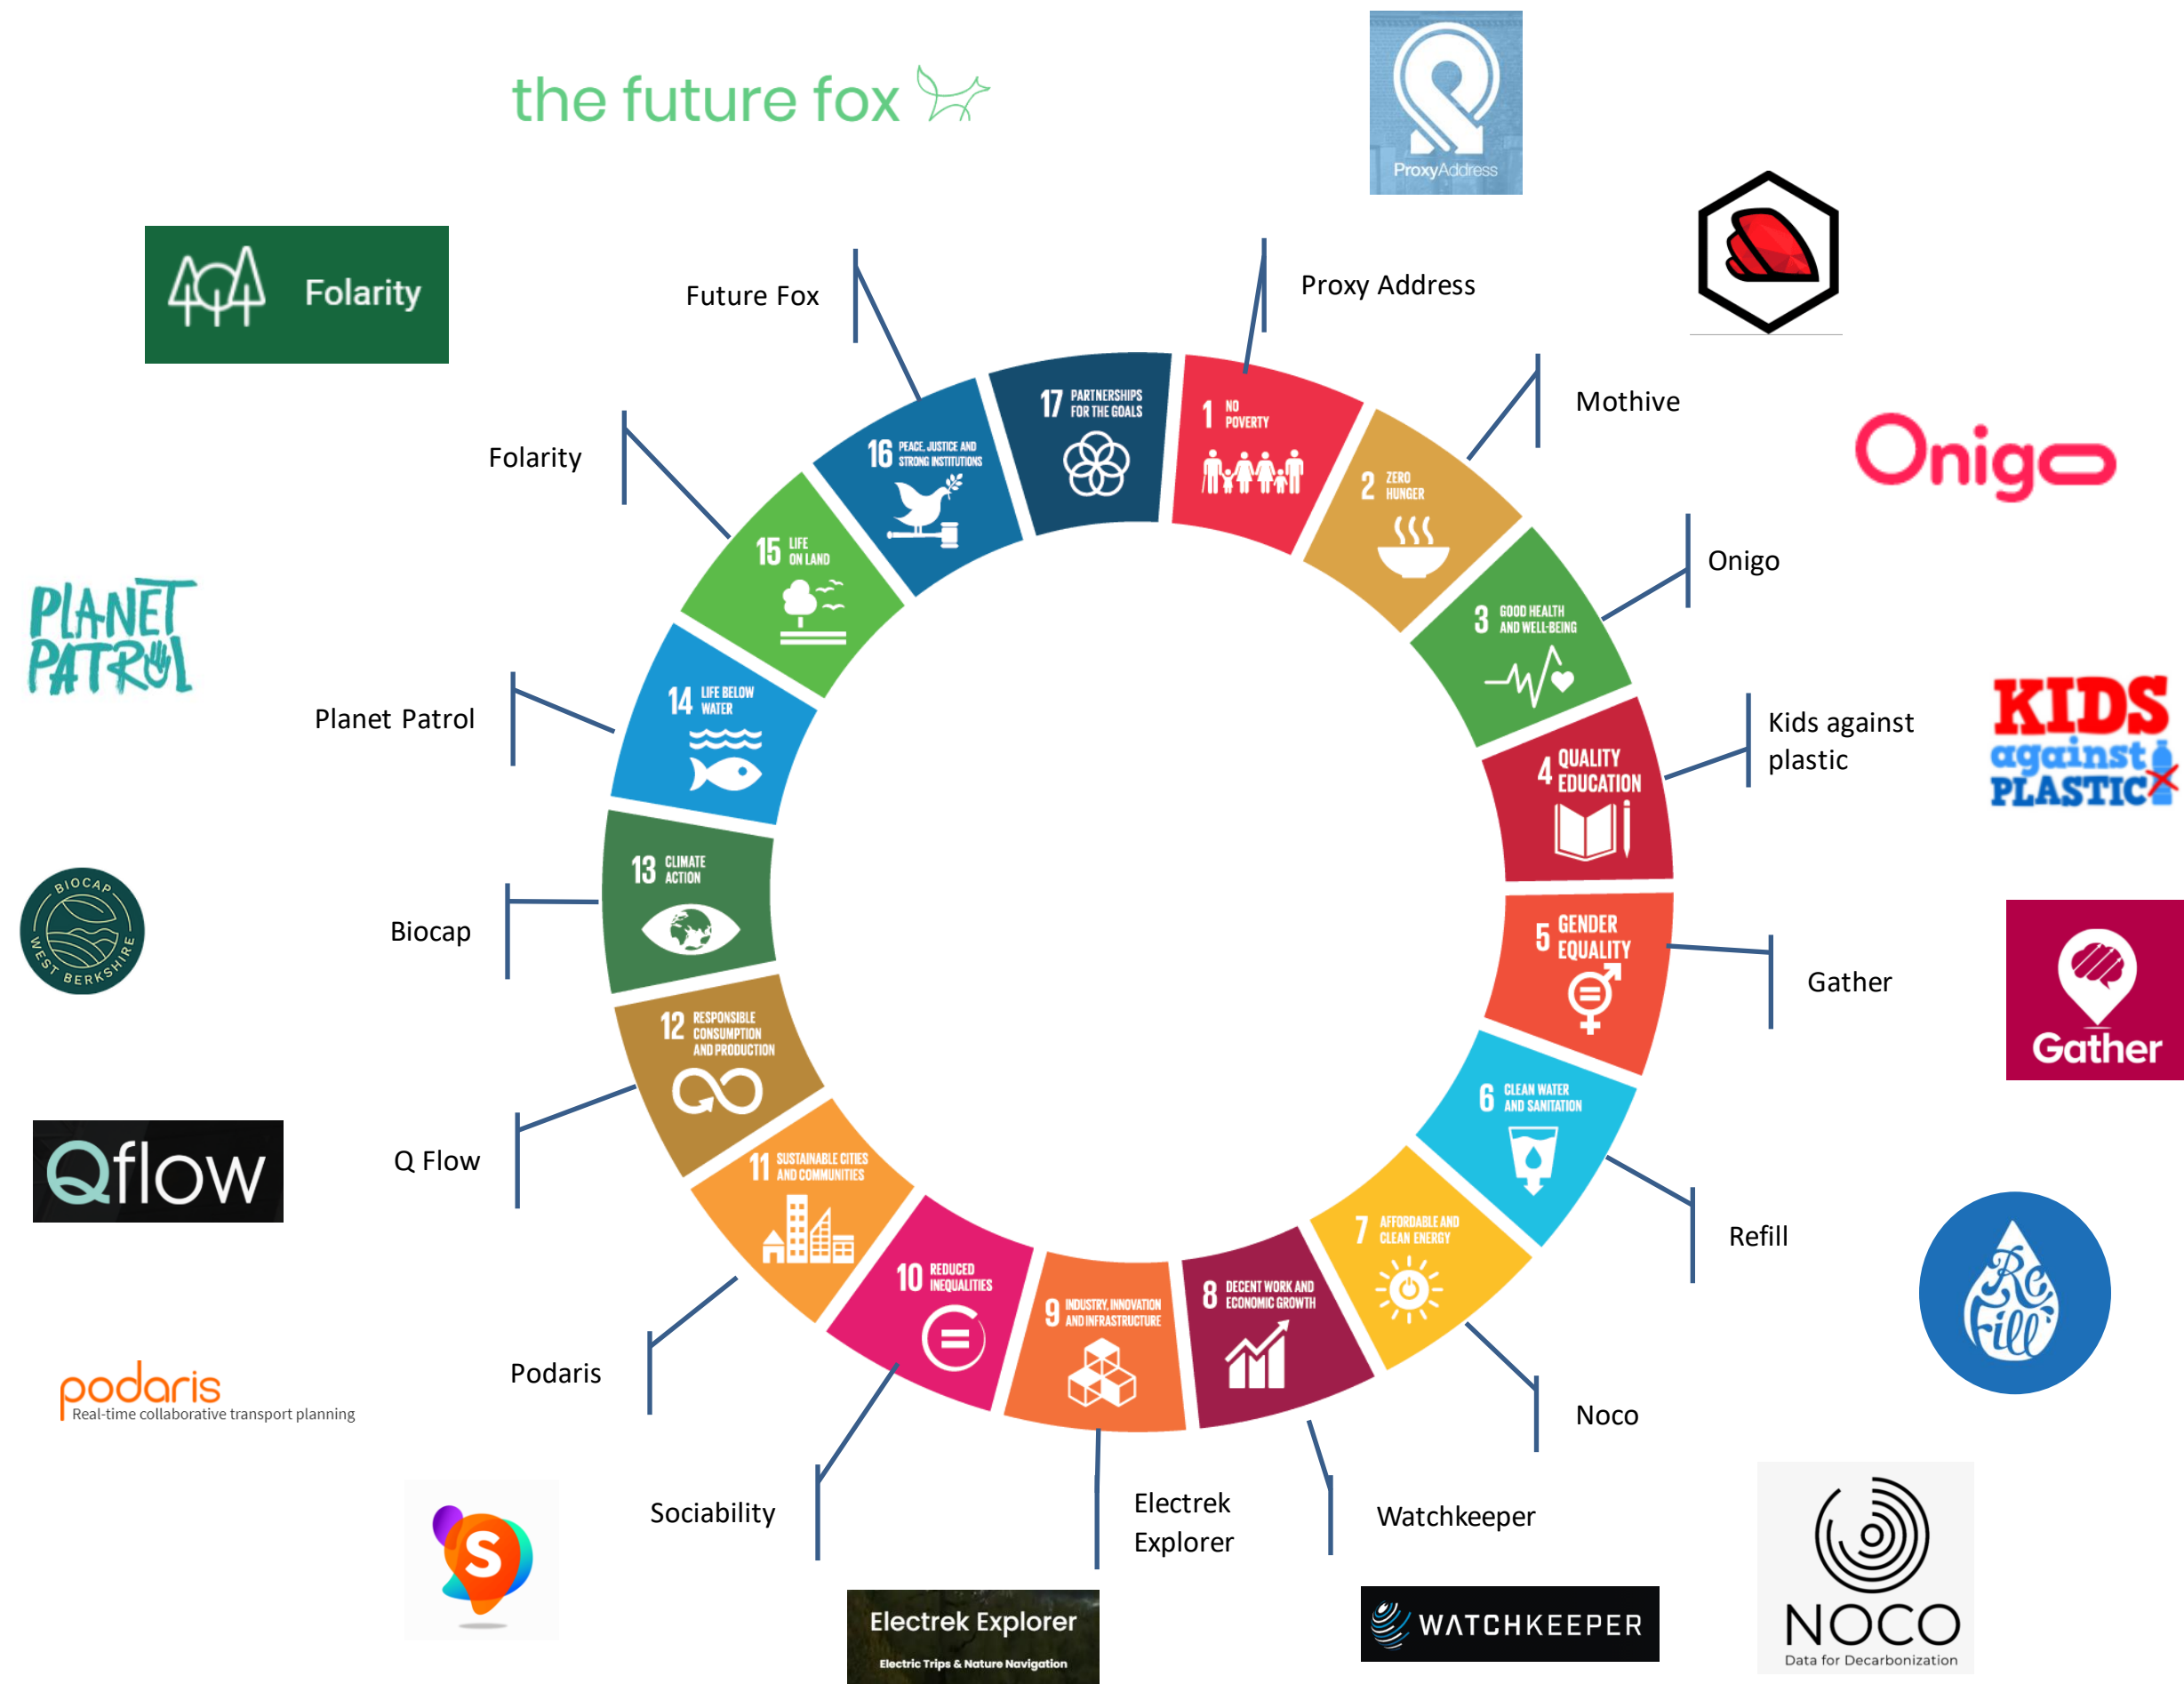 the future fox
ProxyAddress
Folarity
Future Fox
Proxy Address
Mothive
Folarity
Onigo
Onigo
PLANET
PATROL
Planet Patrol
KIDS
against
PLASTIC
Kids against
plastic
BIOCAP
WEST BERKSHIRE
Biocap
Gather
Gather
Qflow
Q Flow
Refill
Re
fill
podaris
Real-time collaborative transport planning
Podaris
Noco
S
Sociability
Electrek
Explorer
Watchkeeper
Electrek Explorer
Electric Trips & Nature Navigation
WATCHKEEPER
NOCO
Data for Decarbonization
1 NO
POVERTY
2 ZERO
HUNGER
3 GOOD HEALTH
AND WELL-BEING
4 QUALITY
EDUCATION
5 GENDER
EQUALITY
6 CLEAN WATER
AND SANITATION
7 AFFORDABLE AND
CLEAN ENERGY
8 DECENT WORK AND
ECONOMIC GROWTH
9 INDUSTRY, INNOVATION
AND INFRASTRUCTURE
10 REDUCED
INEQUALITIES
11 SUSTAINABLE CITIES
AND COMMUNITIES
12 RESPONSIBLE
CONSUMPTION
AND PRODUCTION
13 CLIMATE
ACTION
14 LIFE BELOW
WATER
15 LIFE
ON LAND
16 PEACE, JUSTICE AND
STRONG INSTITUTIONS
17 PARTNERSHIPS
FOR THE GOALS